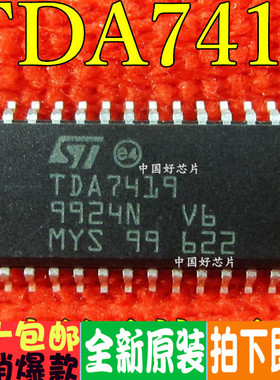 TDA741
ST e4
中国好芯片
TDA7419
9924N V6
MYS 99 622
中国好芯片
包邮
销爆款
全新原装
拍下